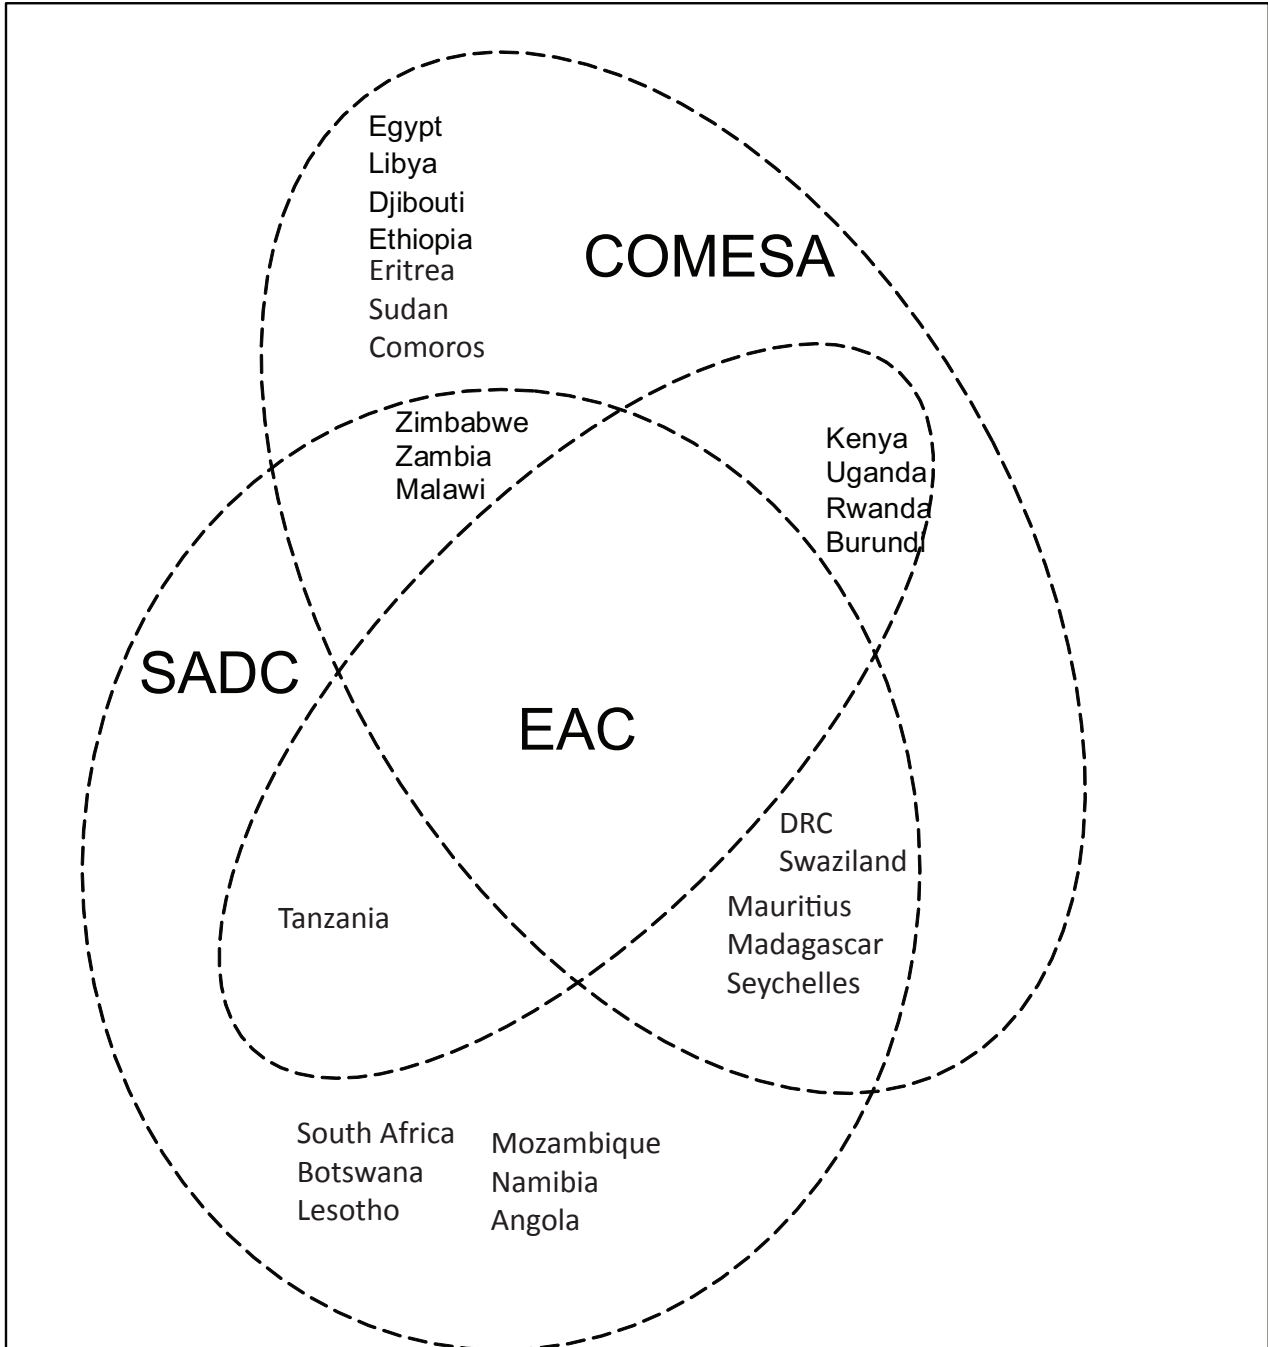 Egypt
Libya
Djibouti
Ethiopia
Eritrea
Sudan
Comoros
COMESA
Zimbabwe
Zambia
Malawi
Kenya
Uganda
Rwanda
Burundi
SADC
EAC
DRC
Swaziland
Mauritius
Madagascar
Seychelles
Tanzania
South Africa
Botswana
Lesotho
Mozambique
Namibia
Angola